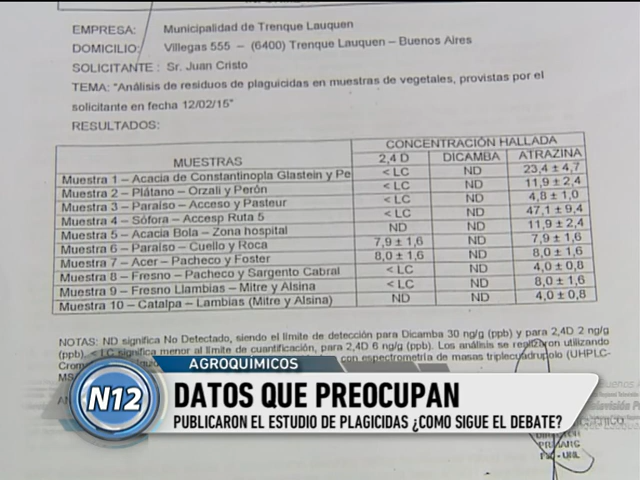 EMPRESA: Municipalidad de Trenque Lauquen
DOMICILIO: Villegas 555 – (6400) Trenque Lauquen – Buenos Aires
SOLICITANTE : Sr. Juan Cristo
TEMA: "Análisis de residuos de plaguicidas en muestras de vegetales, provistas por el
solicitante en fecha 12/02/15"
RESULTADOS:
CONCENTRACIÓN HALLADA
MUESTRAS 2,4 D DICAMBA ATRAZINA
Muestra 1 – Acacia de Constantinopla Glastein y Pe < LC ND 23,4 ± 4,7
Muestra 2 – Plátano – Orzali y Perón < LC ND 11,9 ± 2,4
Muestra 3 – Paraíso – Acceso y Pasteur < LC ND 4,8 ± 1,0
Muestra 4 – Sófora – Accesp Ruta 5 < LC ND 47,1 ± 9,4
Muestra 5 – Acacia Bola – Zona hospital ND ND 11,9 ± 2,4
Muestra 6 – Paraíso – Cuello y Roca 7,9 ± 1,6 ND 7,9 ± 1,6
Muestra 7 – Acer – Pacheco y Foster 8,0 ± 1,6 ND 8,0 ± 1,6
Muestra 8 – Fresno – Pacheco y Sargento Cabral < LC ND 4,0 ± 0,8
Muestra 9 – Fresno Llambias – Mitre y Alsina < LC ND 8,0 ± 1,6
Muestra 10 – Catalpa – Lambias (Mitre y Alsina) ND ND 4,0 ± 0,8
NOTAS: ND significa No Detectado, siendo el límite de detección para Dicamba 30 ng/g (ppb) y para 2,4D 2 ng/g
(ppb), < LC significa menor al límite de cuantificación, para 2,4D 6 ng/g (ppb). Los análisis se realizaron utilizando
con espectrometría de masas triplecuadrupolo (UHPLC-
AGROQUIMICOS
N12
DATOS QUE PREOCUPAN
PUBLICARON EL ESTUDIO DE PLAGICIDAS ¿COMO SIGUE EL DEBATE?